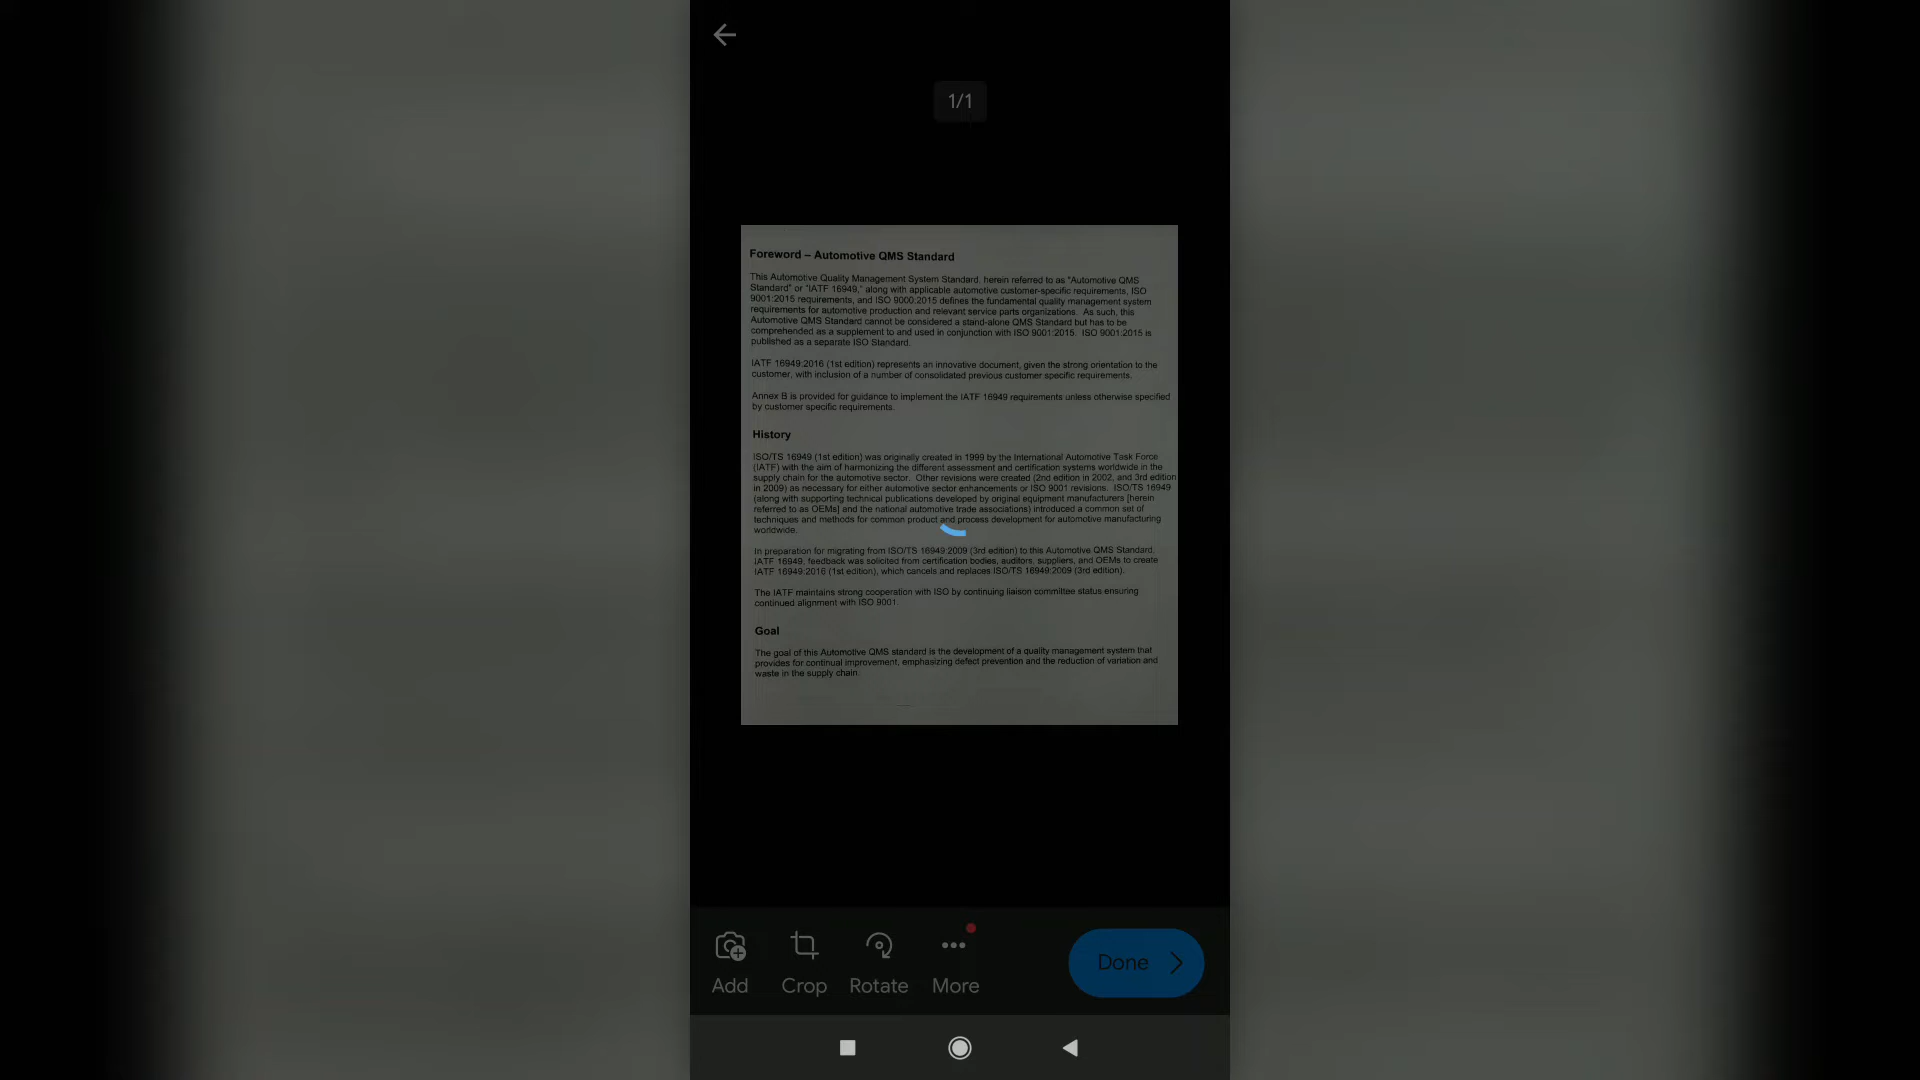 1/1
Foreword – Automotive QMS Standard
This Automotive Quality Management System Standard, herein referred to as "Automotive QMS
Standard" or "IATF 16949," along with applicable automotive customer-specific requirements, ISO
9001:2015 requirements, and ISO 9000:2015 defines the fundamental quality management system
requirements for automotive production and relevant service parts organizations. As such, this
Automotive QMS Standard cannot be considered a stand-alone QMS Standard but has to be
comprehended as a supplement to and used in conjunction with ISO 9001:2015. ISO 9001:2015 is
published as a separate ISO Standard.
IATF 16949:2016 (1st edition) represents an innovative document, given the strong orientation to the
customer, with inclusion of a number of consolidated previous customer specific requirements.
Annex B is provided for guidance to implement the IATF 16949 requirements unless otherwise specified
by customer specific requirements.
History
ISO/TS 16949 (1st edition) was originally created in 1999 by the International Automotive Task Force
(IATF) with the aim of harmonizing the different assessment and certification systems worldwide in the
supply chain for the automotive sector. Other revisions were created (2nd edition in 2002, and 3rd edition
in 2009) as necessary for either automotive sector enhancements or ISO 9001 revisions. ISO/TS 16949
(along with supporting technical publications developed by original equipment manufacturers [herein
referred to as OEMs] and the national automotive trade associations) introduced a common set of
techniques and methods for common product and process development for automotive manufacturing
worldwide.
In preparation for migrating from ISO/TS 16949:2009 (3rd edition) to this Automotive QMS Standard,
IATF 16949, feedback was solicited from certification bodies, auditors, suppliers, and OEMs to create
IATF 16949:2016 (1st edition), which cancels and replaces ISO/TS 16949:2009 (3rd edition).
The IATF maintains strong cooperation with ISO by continuing liaison committee status ensuring
continued alignment with ISO 9001.
Goal
The goal of this Automotive QMS standard is the development of a quality management system that
provides for continual improvement, emphasizing defect prevention and the reduction of variation and
waste in the supply chain.
Add Crop Rotate More Done